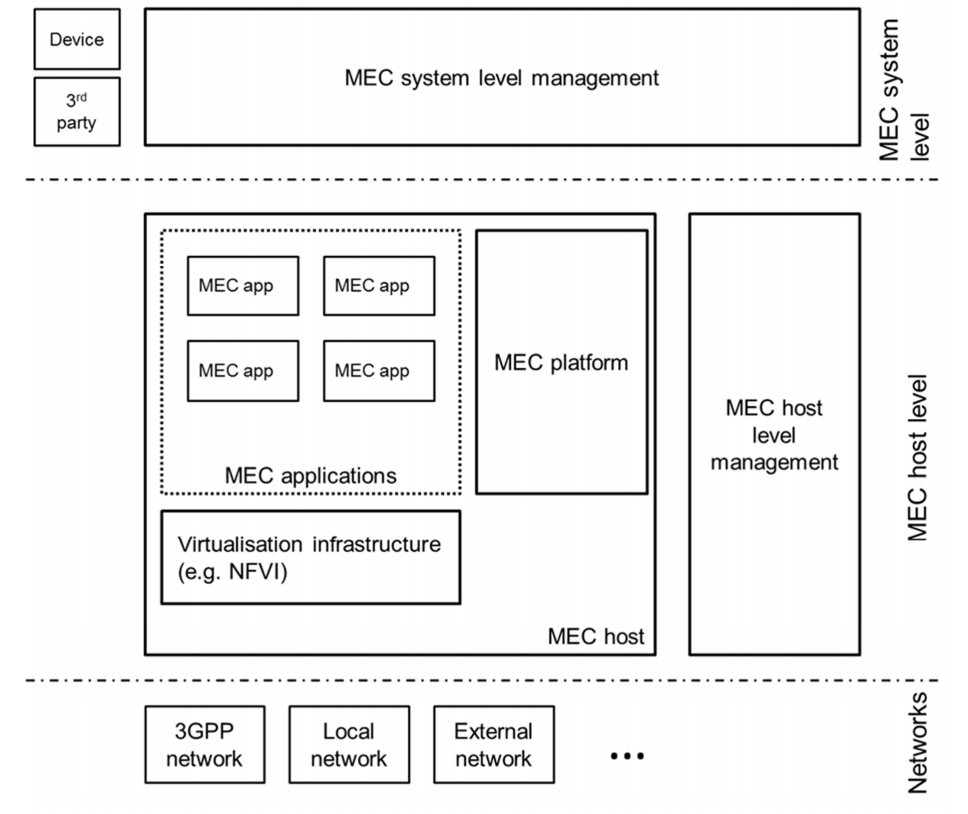 Device
3rd
party
MEC system level management
MEC system
level
MEC app
MEC app
MEC app
MEC app
MEC applications
MEC platform
Virtualisation infrastructure
(e.g. NFVI)
MEC host
MEC host
level
management
MEC host level
3GPP
network
Local
network
External
network
...
Networks